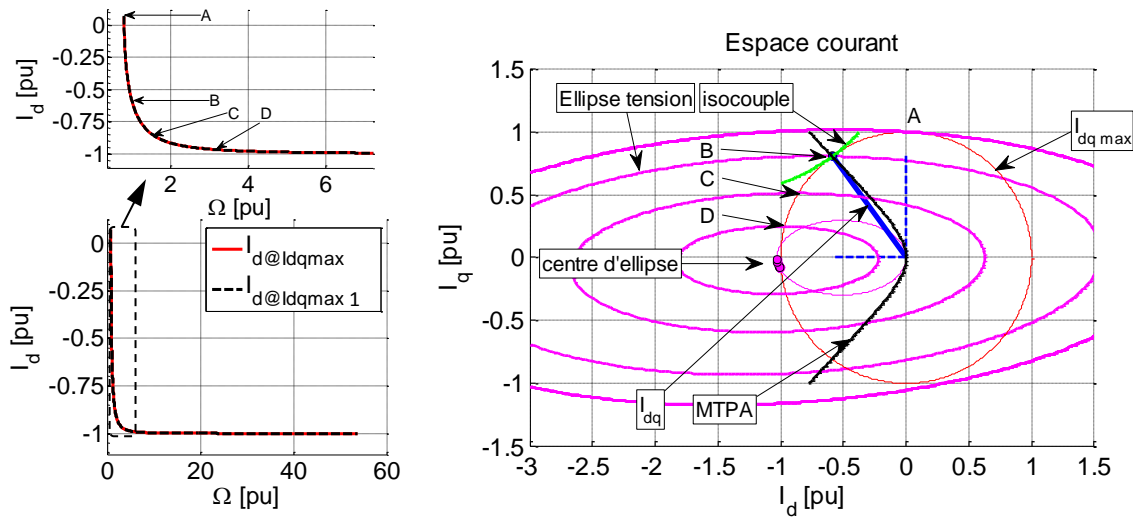 0
-0.25
-0.5
-0.75
-1
I_d [pu]
A
B
C
D
2
4
6
Ω [pu]
0
-0.25
-0.5
-0.75
-1
I_d [pu]
I_d@Idqmax
I_d@Idqmax 1
0
20
40
60
Ω [pu]
Espace courant
1.5
1
0.5
0
-0.5
-1
-1.5
I_q [pu]
Ellipse tension
isocouple
A
I_dq max
B
C
D
centre d'ellipse
I_dq
MTPA
-3
-2.5
-2
-1.5
-1
-0.5
0
0.5
1
1.5
I_d [pu]